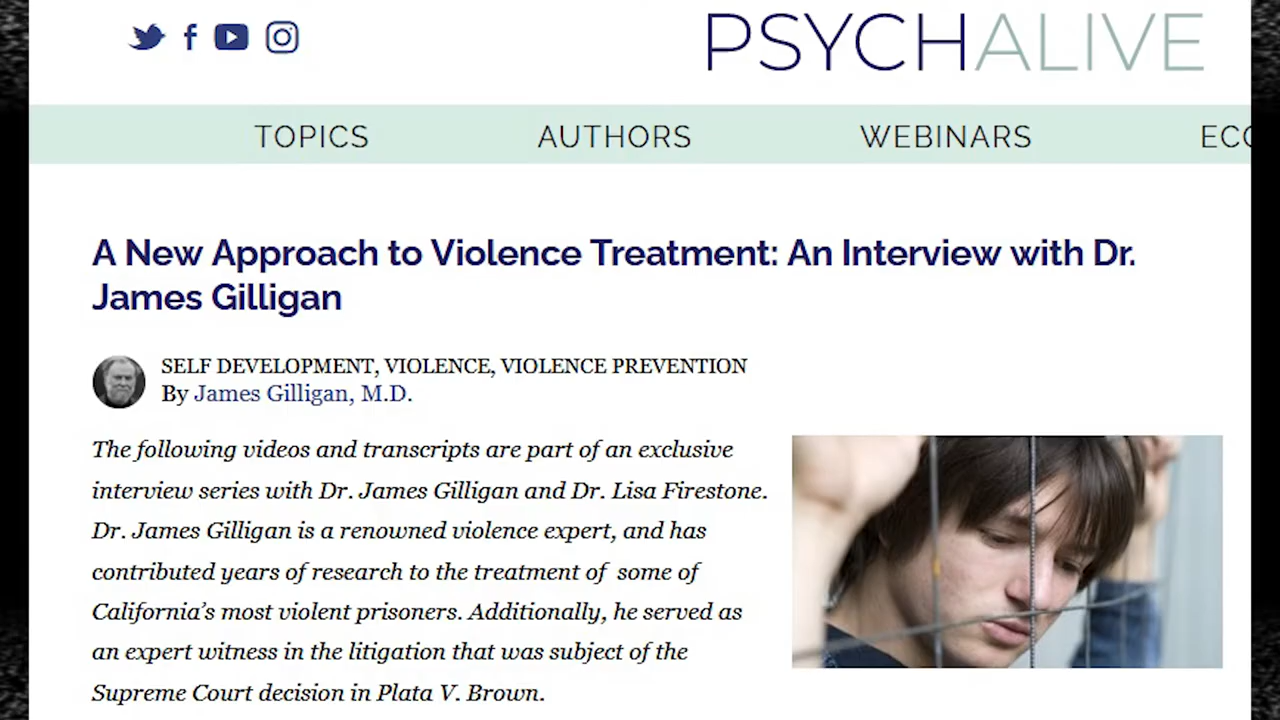 PSYCHALIVE
TOPICS
AUTHORS
WEBINARS
A New Approach to Violence Treatment: An Interview with Dr.
James Gilligan
SELF DEVELOPMENT, VIOLENCE, VIOLENCE PREVENTION
By James Gilligan, M.D.
The following videos and transcripts are part of an exclusive
interview series with Dr. James Gilligan and Dr. Lisa Firestone.
Dr. James Gilligan is a renowned violence expert, and has
contributed years of research to the treatment of some of
California's most violent prisoners. Additionally, he served as
an expert witness in the litigation that was subject of the
Supreme Court decision in Plata V. Brown.